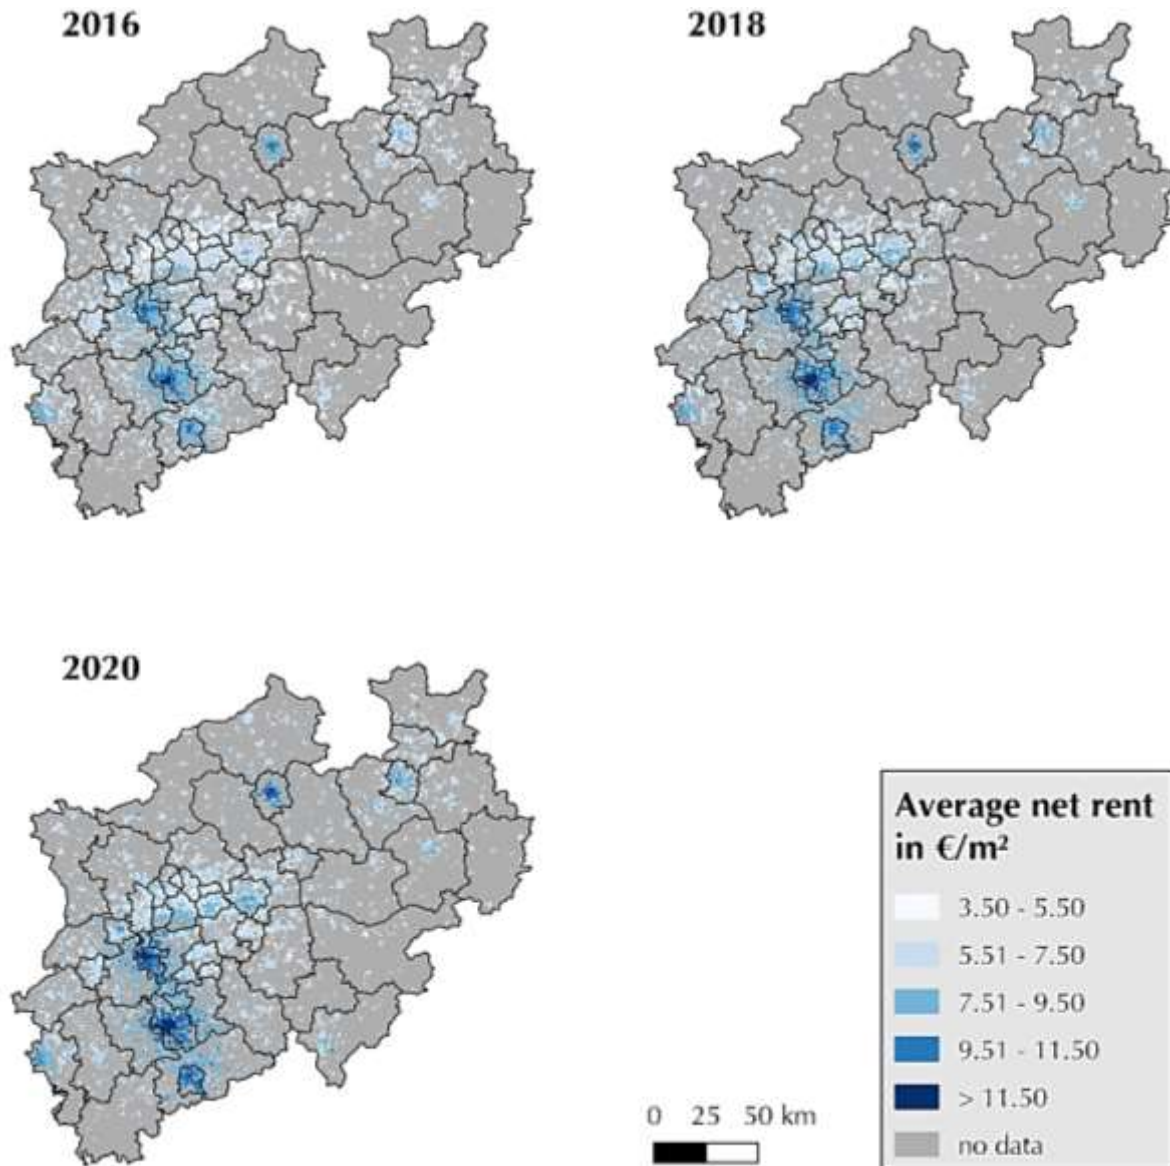 2016
2018
2020
Average net rent
in €/m²
3.50 - 5.50
5.51 - 7.50
7.51 - 9.50
9.51 - 11.50
> 11.50
no data
0 25 50 km